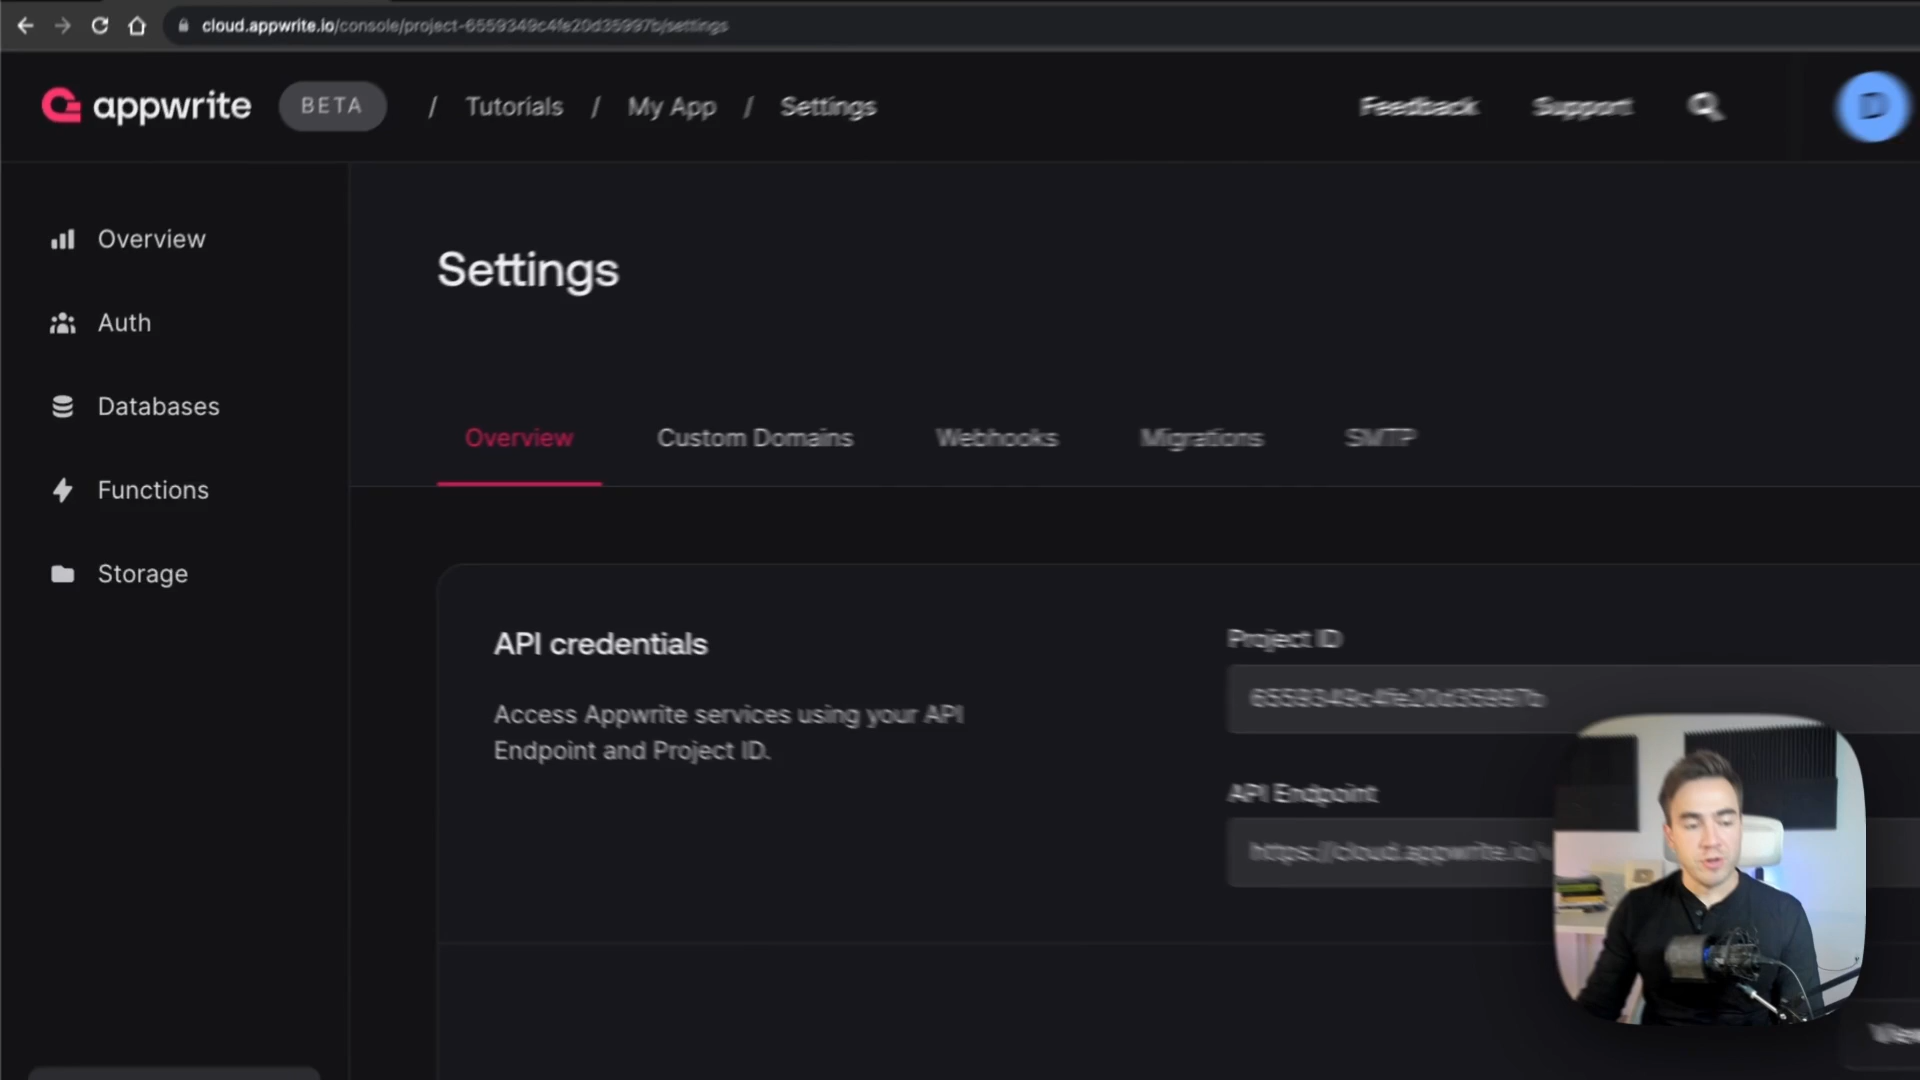 cloud.appwrite.io/console/project-6559349c4fe20d35997b/settings
appwrite BETA / Tutorials / My App / Settings Feedback Support D
Overview
Auth
Databases
Functions
Storage
Settings
Overview Custom Domains Webhooks Migrations SMTP
API credentials
Access Appwrite services using your API
Endpoint and Project ID.
Project ID
6559349c4fe20d35997b
API Endpoint
https://cloud.appwrite.io/